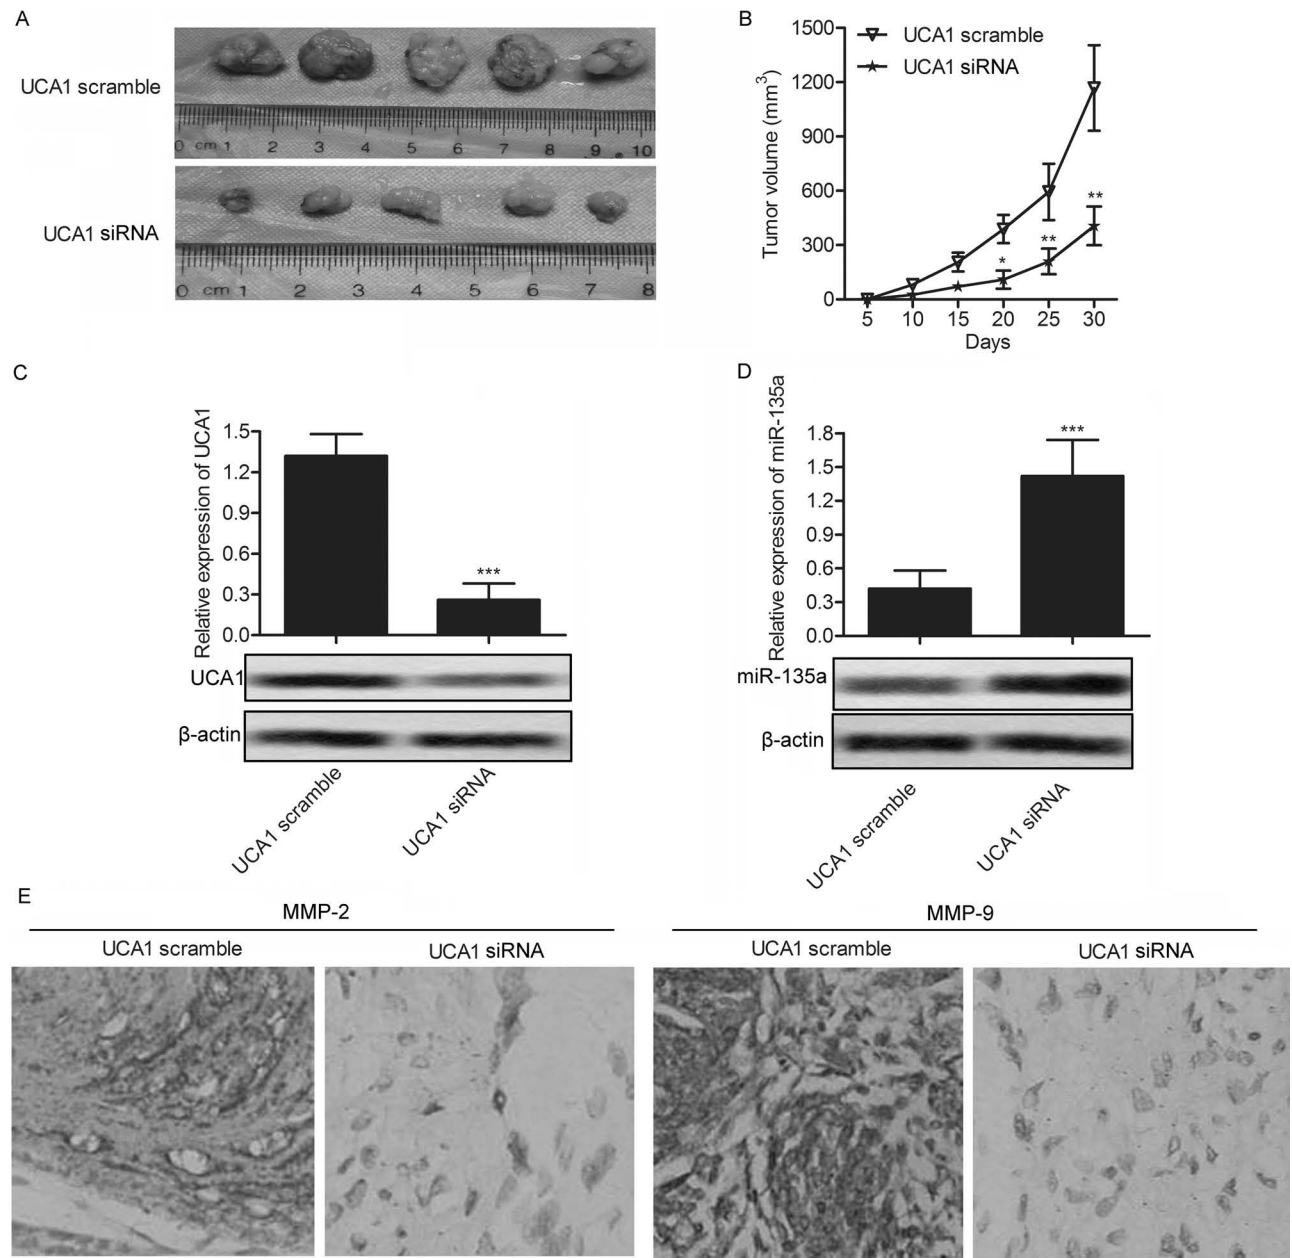 A
UCA1 scramble
0 cm 1 2 3 4 5 6 7 8 9 10
UCA1 siRNA
0 cm 1 2 3 4 5 6 7 8
B
UCA1 scramble
UCA1 siRNA
Tumor volume (mm3)
1500
1200
900
600
300
0
*
**
**
5 10 15 20 25 30
Days
C
Relative expression of UCA1
1.5
1.2
0.9
0.6
0.3
0.0
***
UCA1
β-actin
UCA1 scramble
UCA1 siRNA
D
Relative expression of miR-135a
1.8
1.5
1.2
0.9
0.6
0.3
0.0
***
miR-135a
β-actin
UCA1 scramble
UCA1 siRNA
E
MMP-2
MMP-9
UCA1 scramble
UCA1 siRNA
UCA1 scramble
UCA1 siRNA